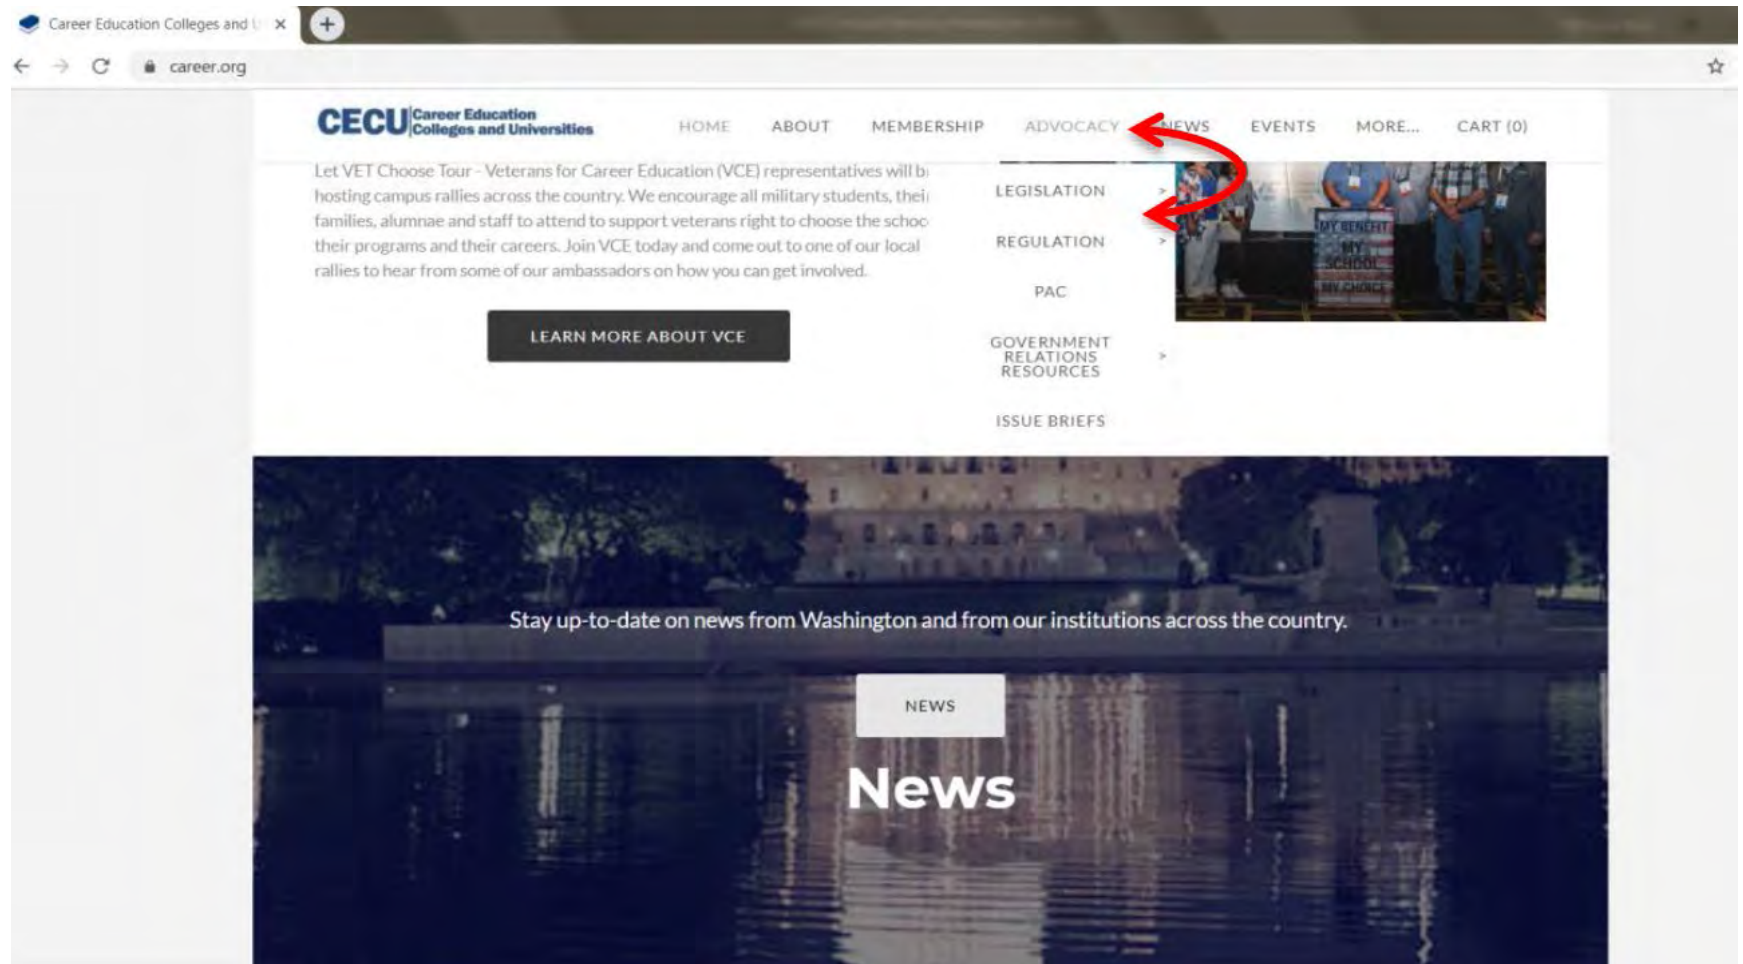 Career Education Colleges and U
career.org
CECU Career Education
Colleges and Universities
HOME ABOUT MEMBERSHIP ADVOCACY NEWS EVENTS MORE... CART (0)
Let VET Choose Tour - Veterans for Career Education (VCE) representatives will b
hosting campus rallies across the country. We encourage all military students, thei
families, alumnae and staff to attend to support veterans right to choose the schoo
their programs and their careers. Join VCE today and come out to one of our local
rallies to hear from some of our ambassadors on how you can get involved.
LEARN MORE ABOUT VCE
LEGISLATION >
REGULATION >
PAC
GOVERNMENT
RELATIONS >
RESOURCES
ISSUE BRIEFS
MY BENEFIT
MY
SCHOOL
MY CHOICE
Stay up-to-date on news from Washington and from our institutions across the country.
NEWS
News